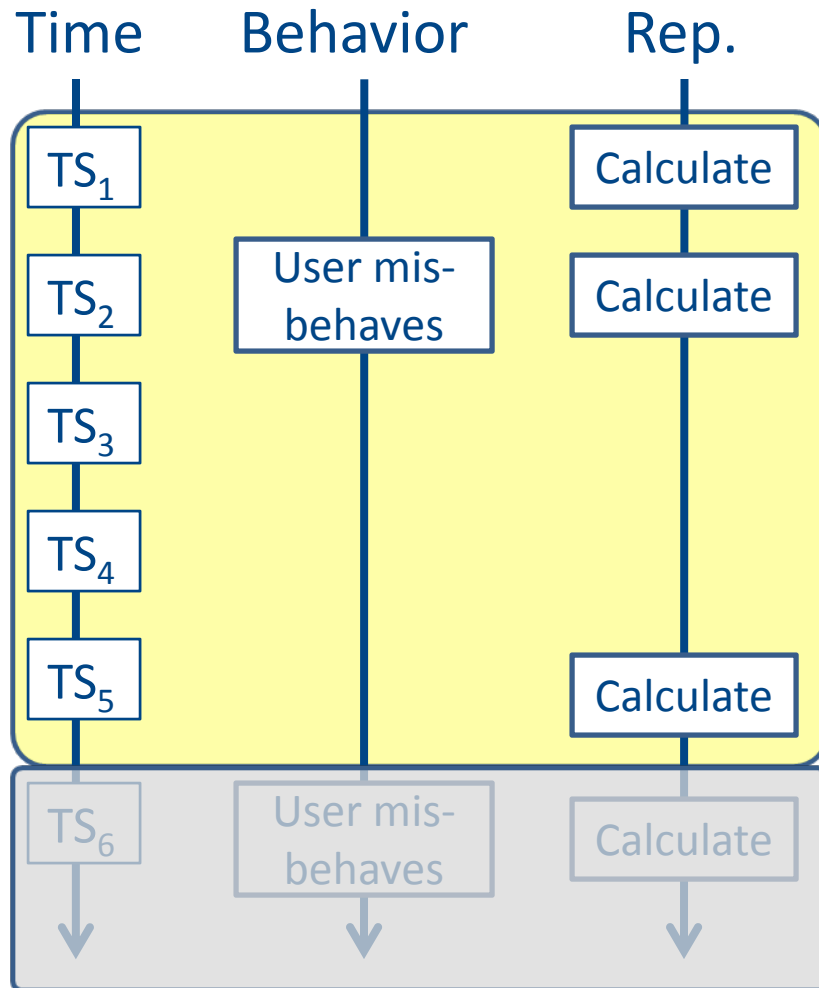 Time Behavior Rep.
TS₁ Calculate
User mis-
TS₂ Calculate
behaves
TS₃
TS₄
TS₅ Calculate
User mis-
TS₆ Calculate
behaves